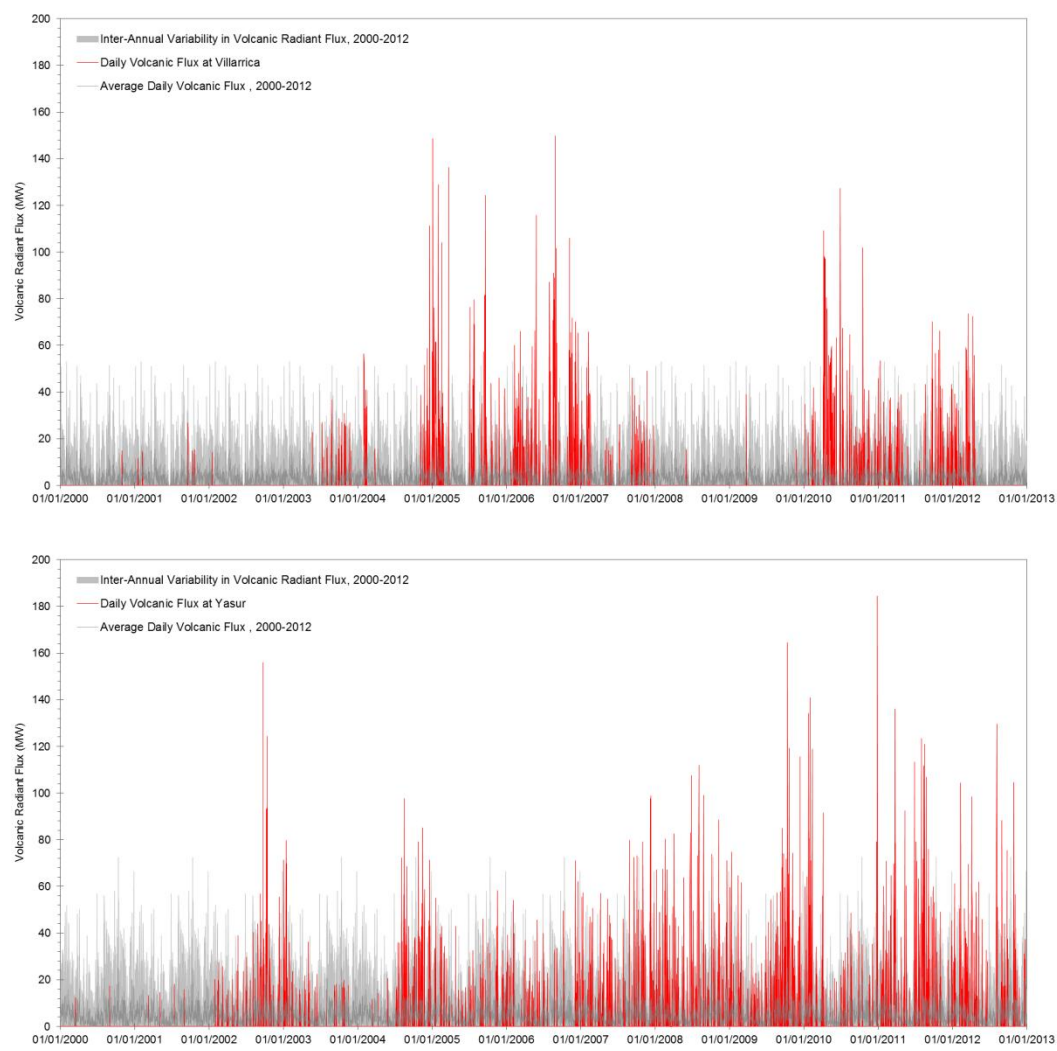 200
Inter-Annual Variability in Volcanic Radiant Flux, 2000-2012
180
Daily Volcanic Flux at Villarrica
Average Daily Volcanic Flux , 2000-2012
160
140
120
Volcanic Radiant Flux (MW)
100
80
60
40
20
0
01/01/2000 01/01/2001 01/01/2002 01/01/2003 01/01/2004 01/01/2005 01/01/2006 01/01/2007 01/01/2008 01/01/2009 01/01/2010 01/01/2011 01/01/2012 01/01/2013
200
Inter-Annual Variability in Volcanic Radiant Flux, 2000-2012
180
Daily Volcanic Flux at Yasur
Average Daily Volcanic Flux , 2000-2012
160
140
120
Volcanic Radiant Flux (MW)
100
80
60
40
20
0
01/01/2000 01/01/2001 01/01/2002 01/01/2003 01/01/2004 01/01/2005 01/01/2006 01/01/2007 01/01/2008 01/01/2009 01/01/2010 01/01/2011 01/01/2012 01/01/2013